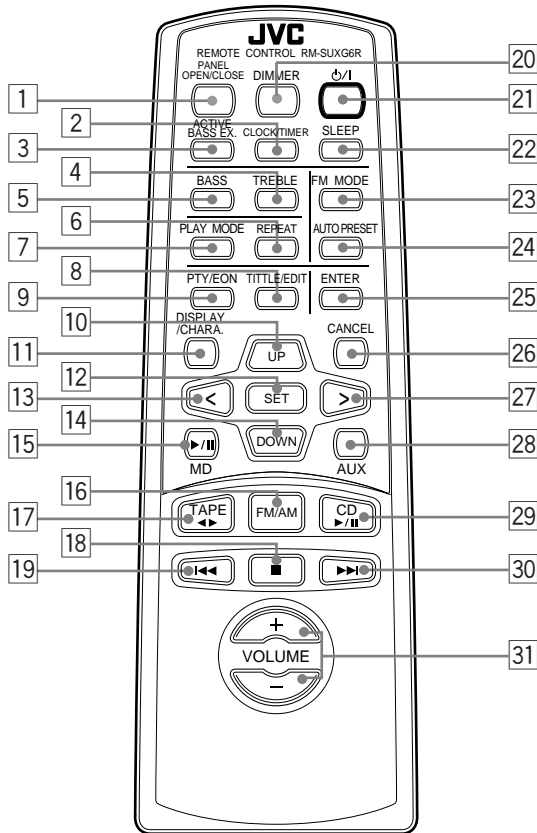 JVC
REMOTE CONTROL RM-SUXG6R
PANEL
OPEN/CLOSE DIMMER ⏻/I
20
1
21
2
ACTIVE
BASS EX. CLOCK/TIMER SLEEP
3
22
4
BASS TREBLE FM MODE
5
23
6
PLAY MODE REPEAT AUTO PRESET
7
24
8
PTY/EON TITTLE/EDIT ENTER
9
25
10
DISPLAY
/CHARA. CANCEL
UP
11
26
12
13 < SET > 27
14
15 ►/II DOWN 28
MD AUX
16
17 TAPE FM/AM CD 29
◄ ► ►/II
18
19 I◄◄ ■ ►►I 30
+
VOLUME 31
−